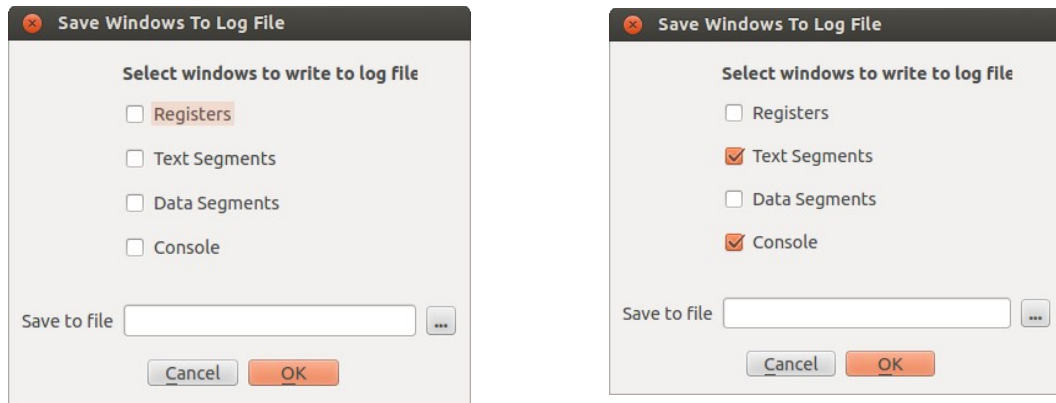 Save Windows To Log File
Select windows to write to log file
Registers
Text Segments
Data Segments
Console
Save to file
...
Cancel
OK
Save Windows To Log File
Select windows to write to log file
Registers
Text Segments
Data Segments
Console
Save to file
...
Cancel
OK